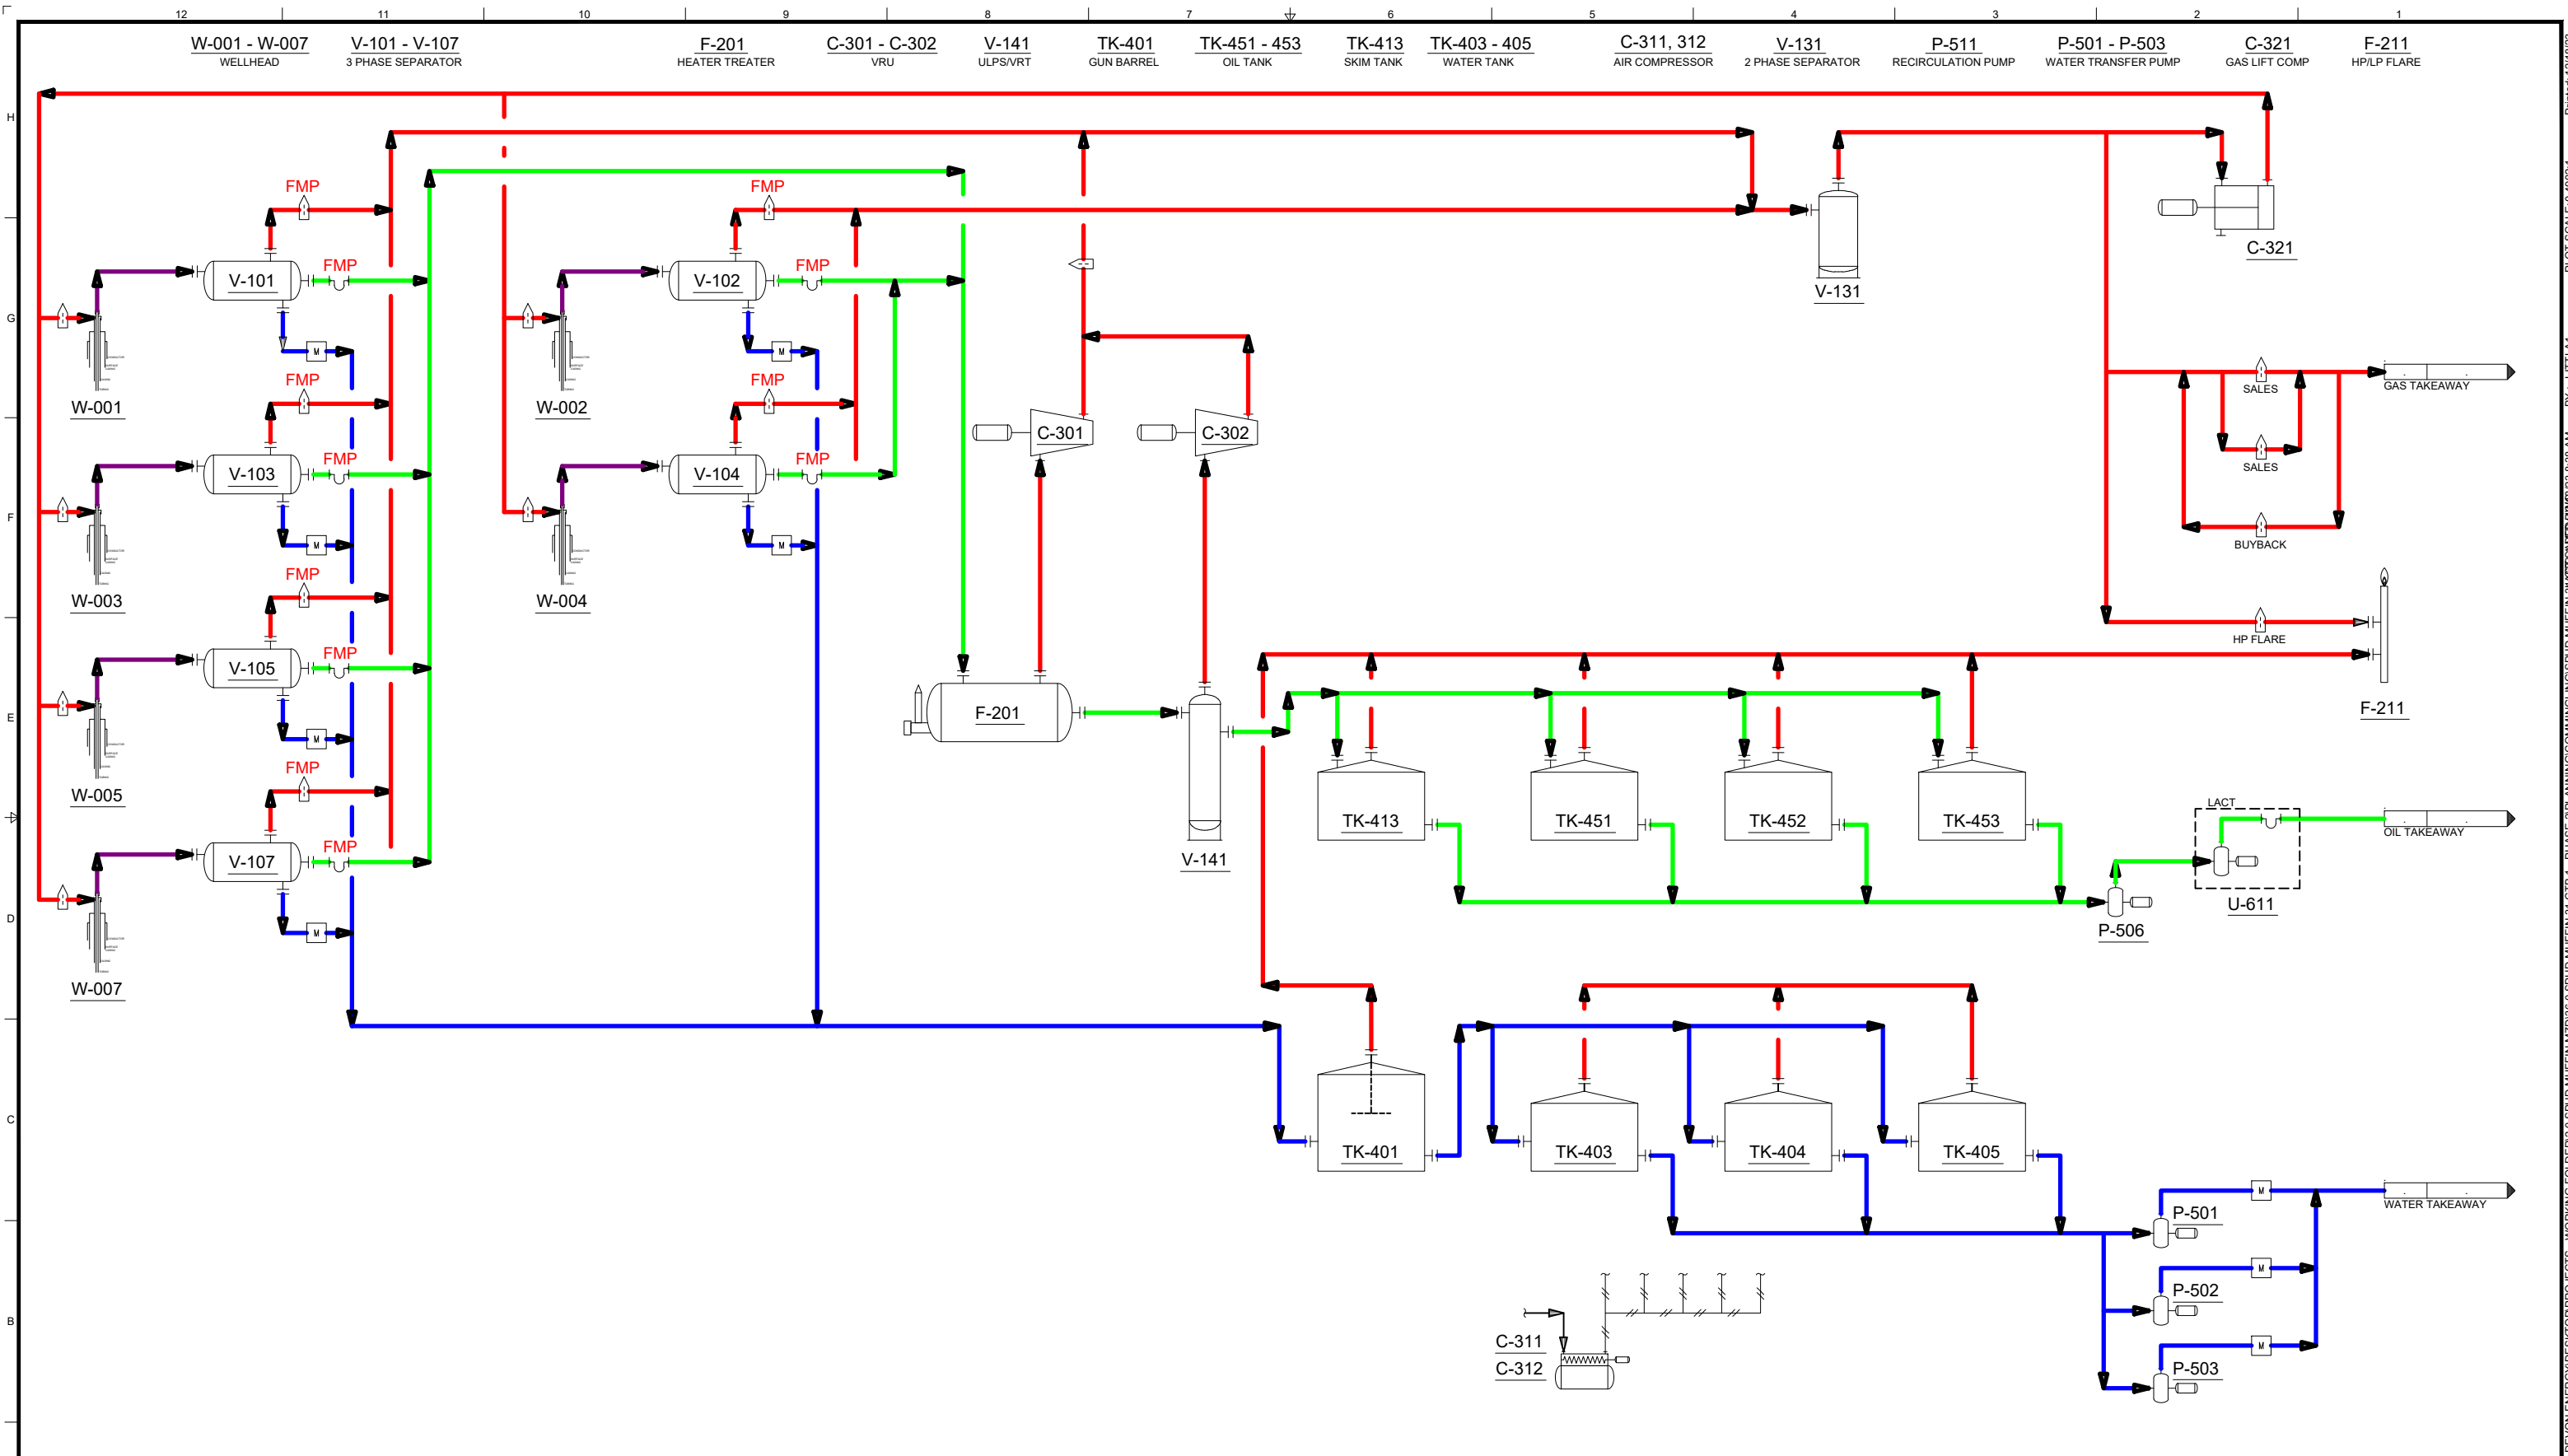 12 11 10 9 8 7 6 5 4 3 2 1
W-001 - W-007
WELLHEAD
V-101 - V-107
3 PHASE SEPARATOR
F-201
HEATER TREATER
C-301 - C-302
VRU
V-141
ULPS/VRT
TK-401
GUN BARREL
TK-451 - 453
OIL TANK
TK-413
SKIM TANK
TK-403 - 405
WATER TANK
C-311, 312
AIR COMPRESSOR
V-131
2 PHASE SEPARATOR
P-511
RECIRCULATION PUMP
P-501 - P-503
WATER TRANSFER PUMP
C-321
GAS LIFT COMP
F-211
HP/LP FLARE
H
FMP
FMP
FMP
FMP
V-101
V-102
V-131
C-321
G
M
M
W-001
W-002
FMP
FMP
SALES
GAS TAKEAWAY
C-301
C-302
FMP
FMP
V-103
V-104
SALES
F
M
M
BUYBACK
W-003
W-004
FMP
HP FLARE
FMP
V-105
F-201
F-211
E
M
W-005
FMP
LACT
TK-413
TK-451
TK-452
TK-453
OIL TAKEAWAY
FMP
V-107
V-141
U-611
D
M
P-506
W-007
C
TK-401
TK-403
TK-404
TK-405
M
WATER TAKEAWAY
P-501
M
P-502
B
C-311
M
C-312
P-503